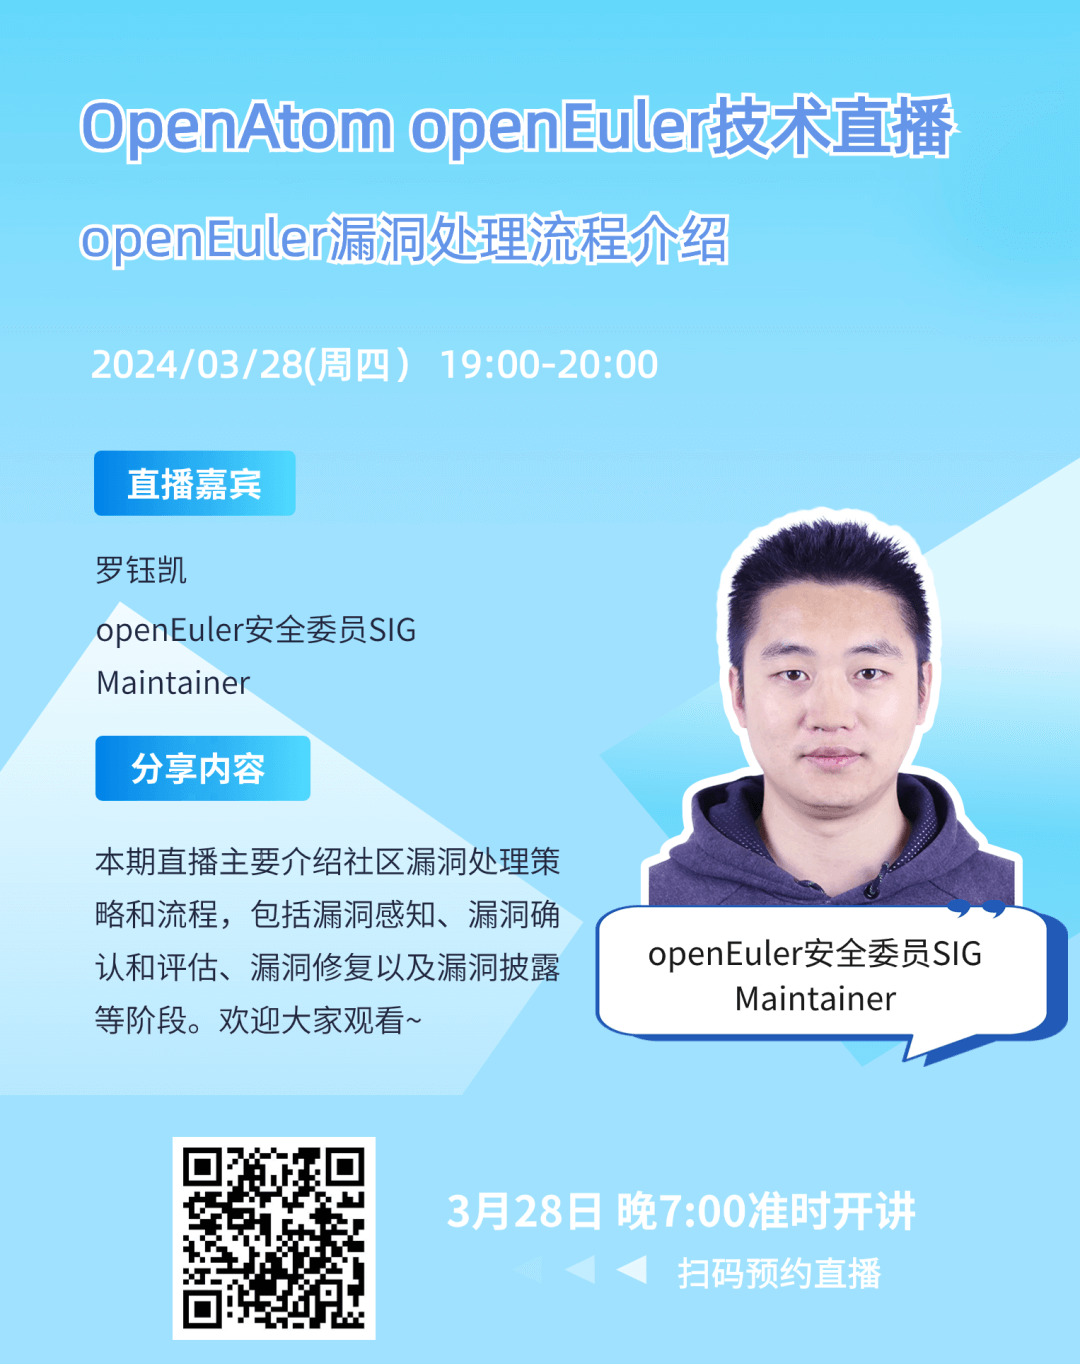 OpenAtom openEuler技术直播
openEuler漏洞处理流程介绍
2024/03/28(周四） 19:00-20:00
直播嘉宾
罗钰凯
openEuler安全委员SIG
Maintainer
分享内容
本期直播主要介绍社区漏洞处理策
略和流程，包括漏洞感知、漏洞确
认和评估、漏洞修复以及漏洞披露
等阶段。欢迎大家观看~
openEuler安全委员SIG
Maintainer
3月28日 晚7:00准时开讲
扫码预约直播